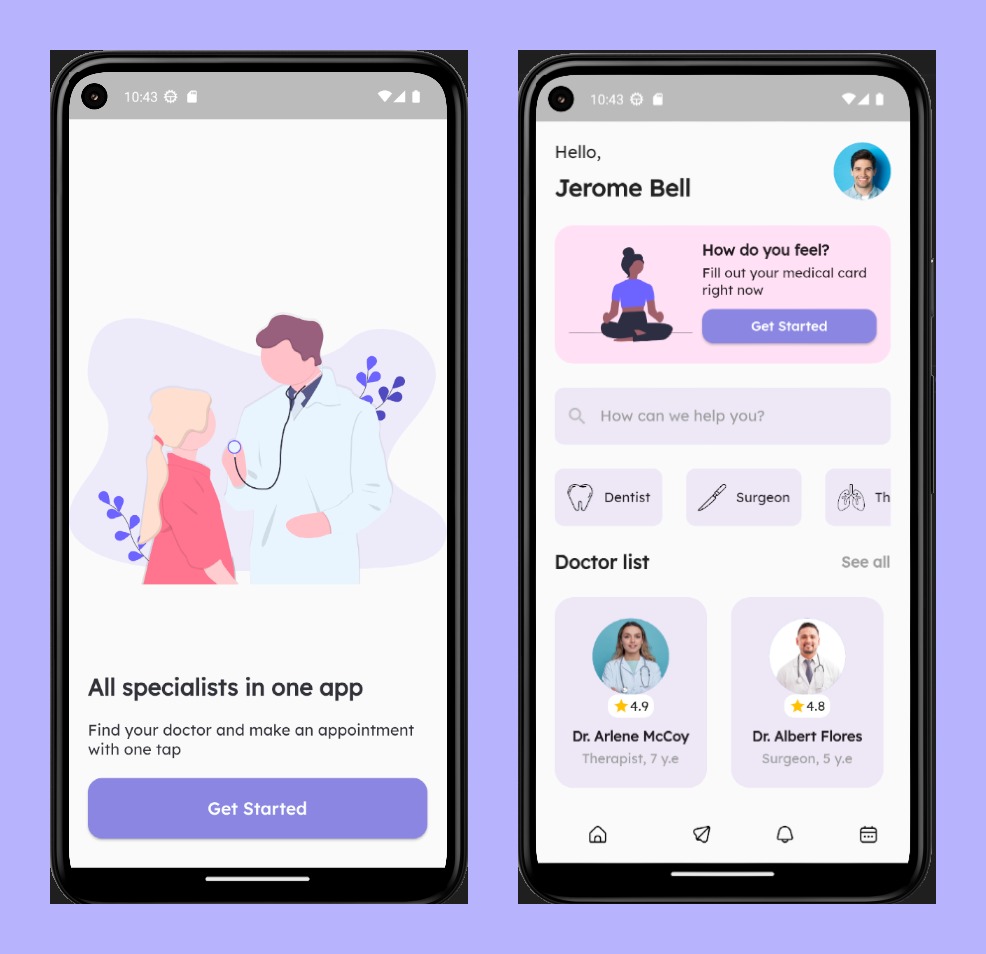 10:43
All specialists in one app
Find your doctor and make an appointment
with one tap
Get Started
10:43
Hello,
Jerome Bell
How do you feel?
Fill out your medical card
right now
Get Started
How can we help you?
Dentist
Surgeon
Th
Doctor list
See all
4.9
Dr. Arlene McCoy
Therapist, 7 y.e
4.8
Dr. Albert Flores
Surgeon, 5 y.e